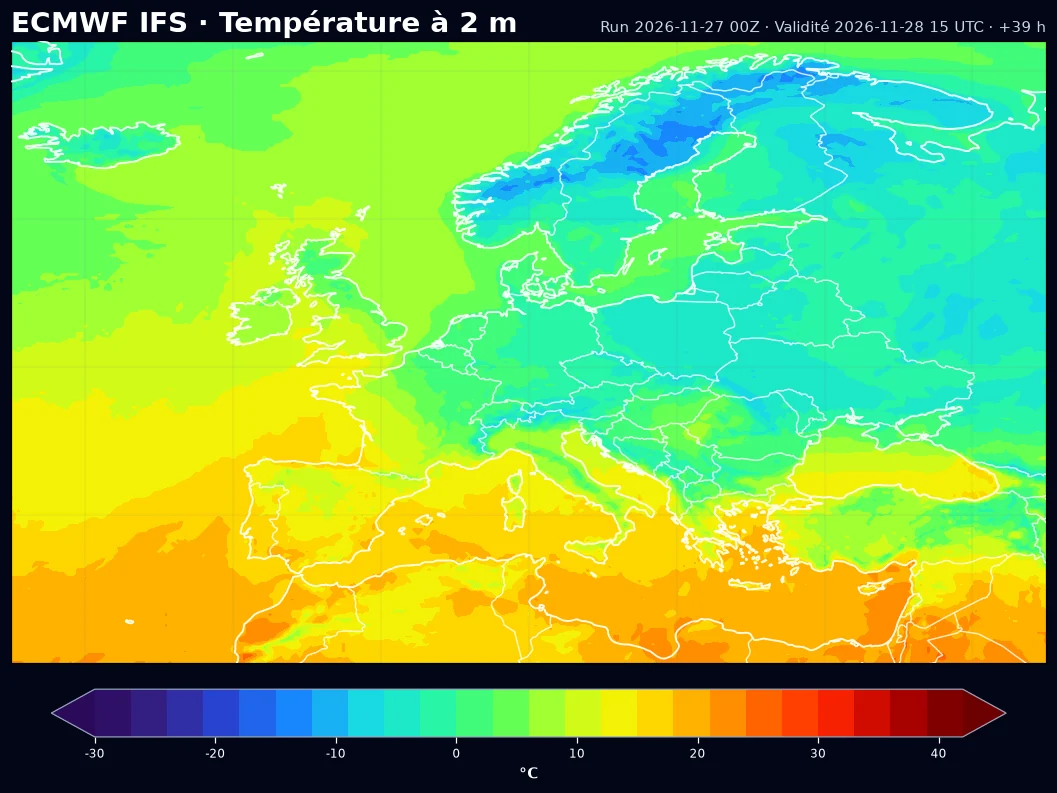 ECMWF IFS · Température à 2 m
Run 2026-11-27 00Z · Validité 2026-11-28 15 UTC · +39 h
-30 -20 -10 0 10 20 30 40
°C